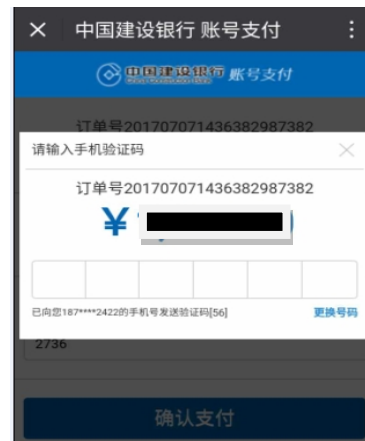 中国建设银行 账号支付
中国建设银行 账号支付
订单号201707071436382987382
请输入手机验证码
订单号201707071436382987382
¥
已向您187****2422的手机号发送验证码[56] 更换号码
2736
确认支付